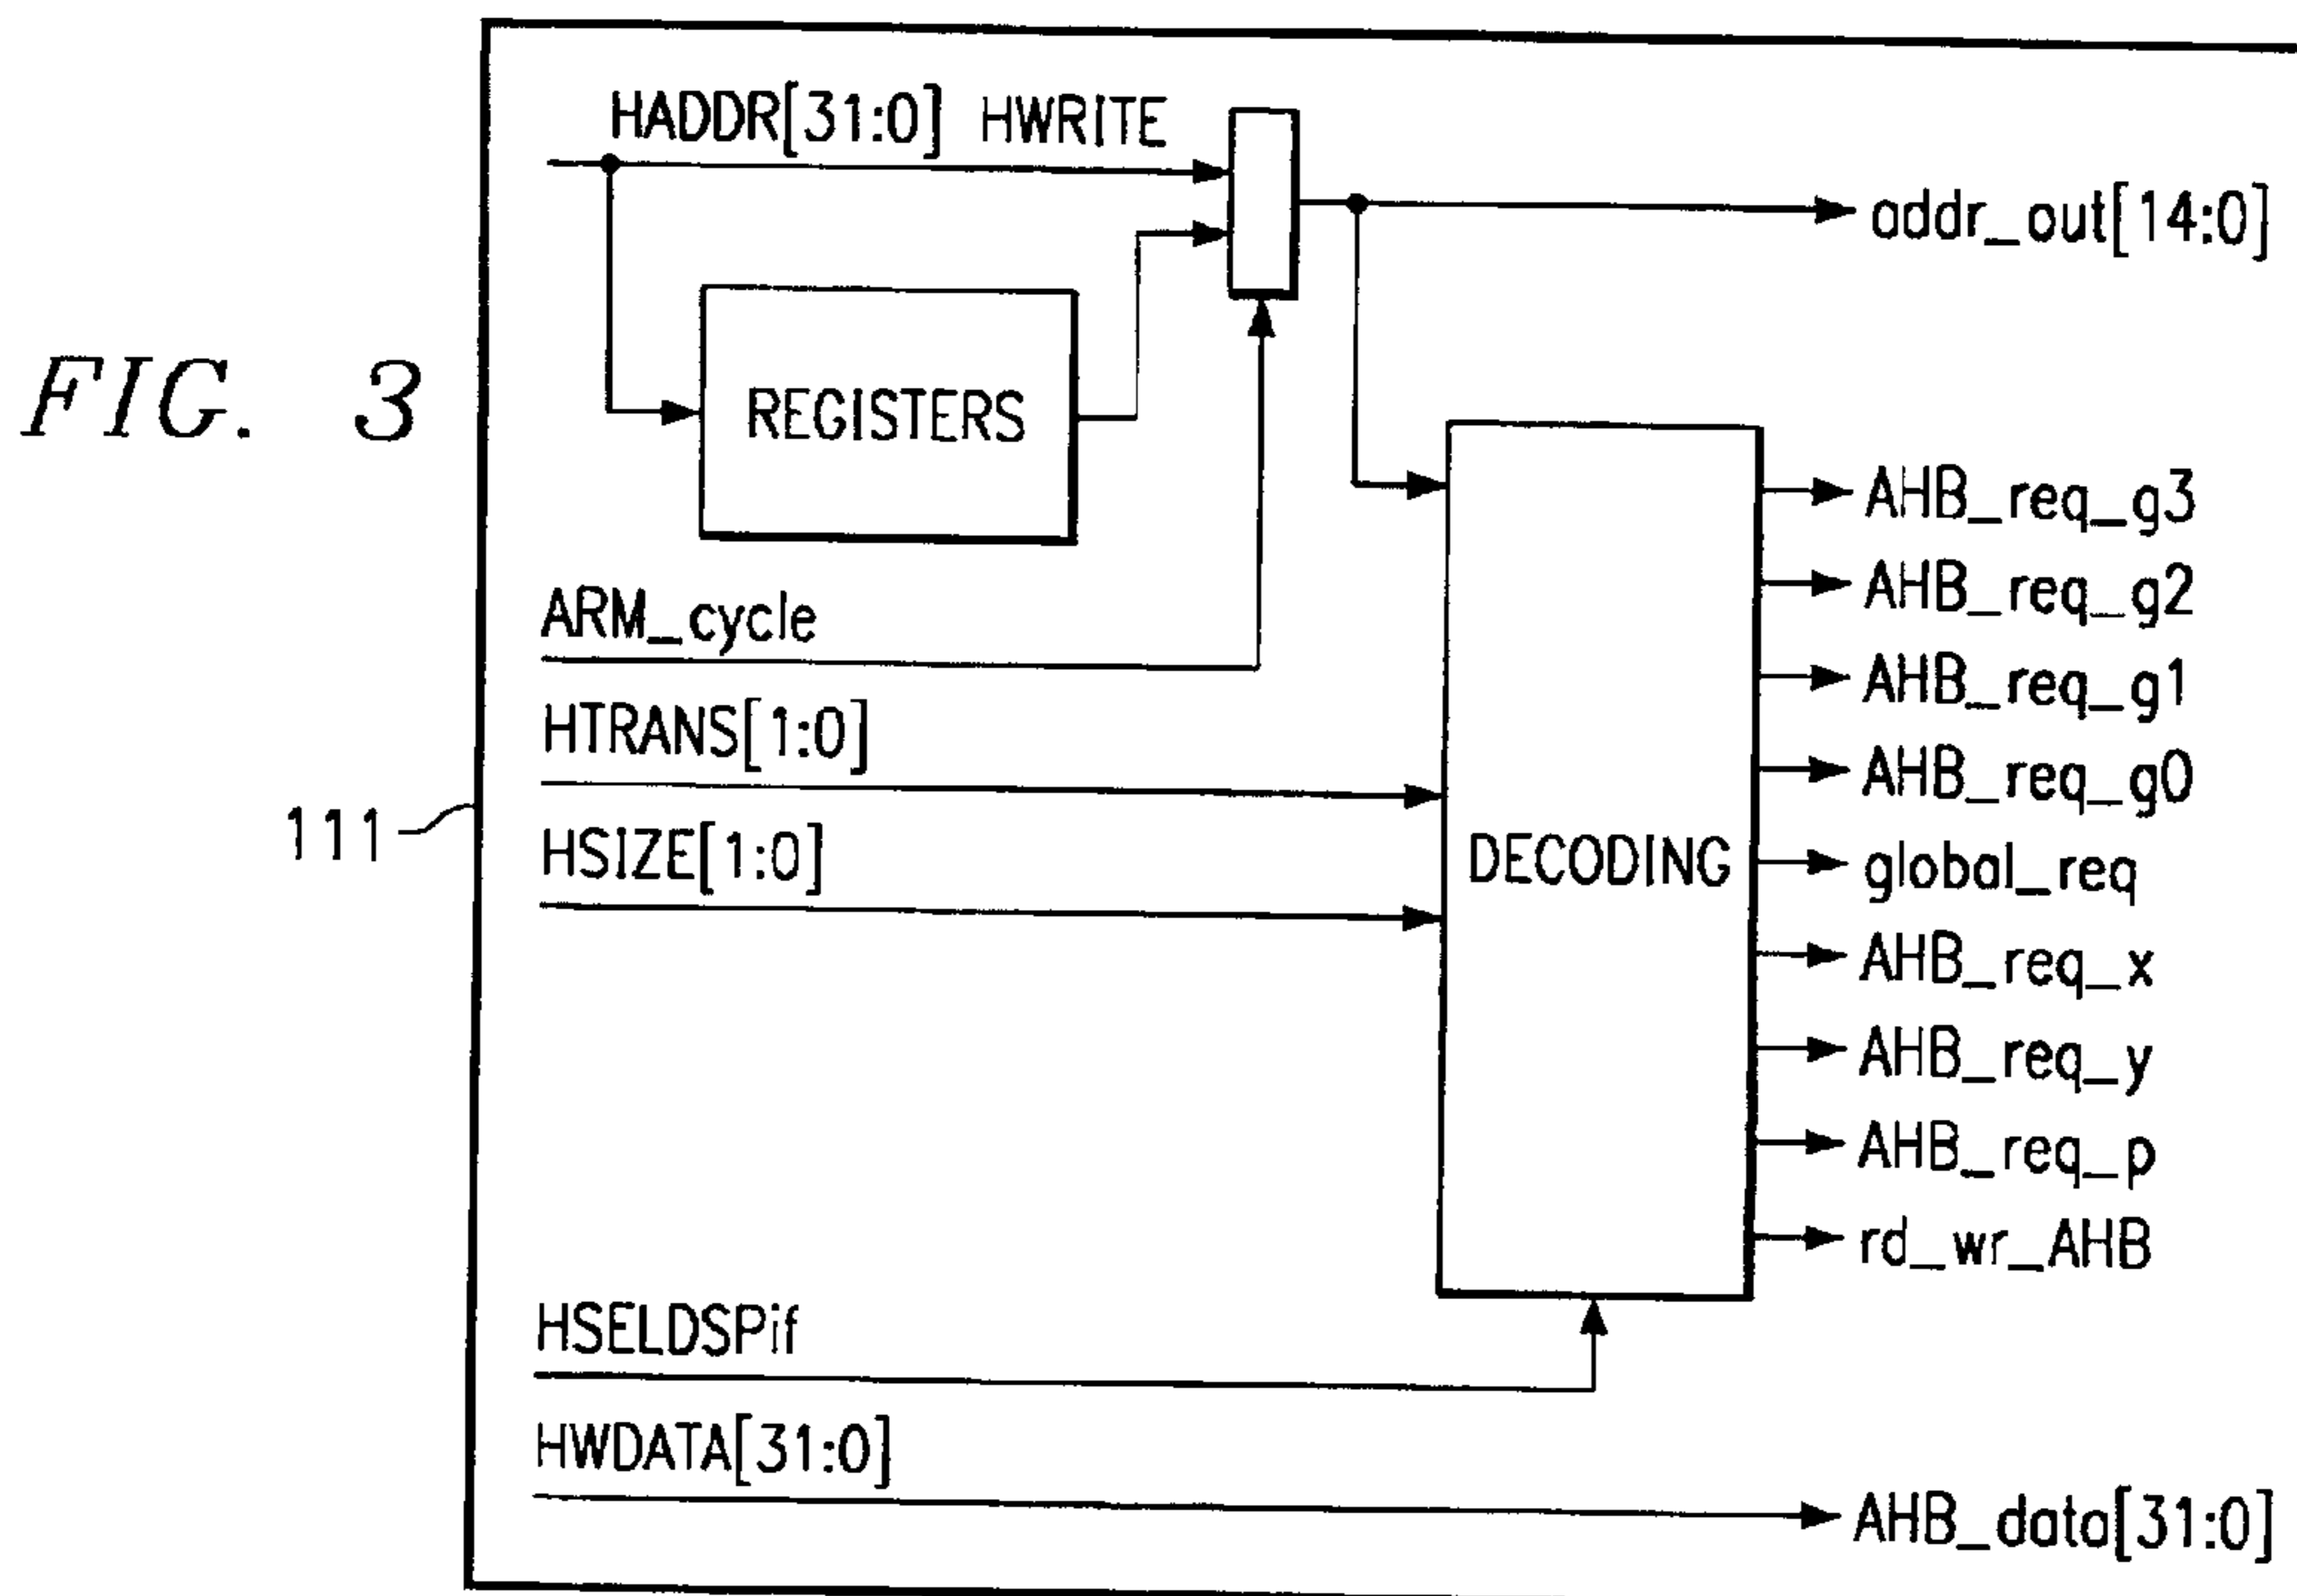 HADDR[31:0] HWRITE
addr_out[14:0]
FIG. 3
REGISTERS
AHB_req_g3
AHB_req_g2
ARM_cycle
AHB_req_g1
HTRANS[1:0]
AHB_req_g0
111
HSIZE[1:0]
DECODING
global_req
AHB_req_x
AHB_req_y
AHB_req_p
rd_wr_AHB
HSELDSPif
HWDATA[31:0]
AHB_data[31:0]